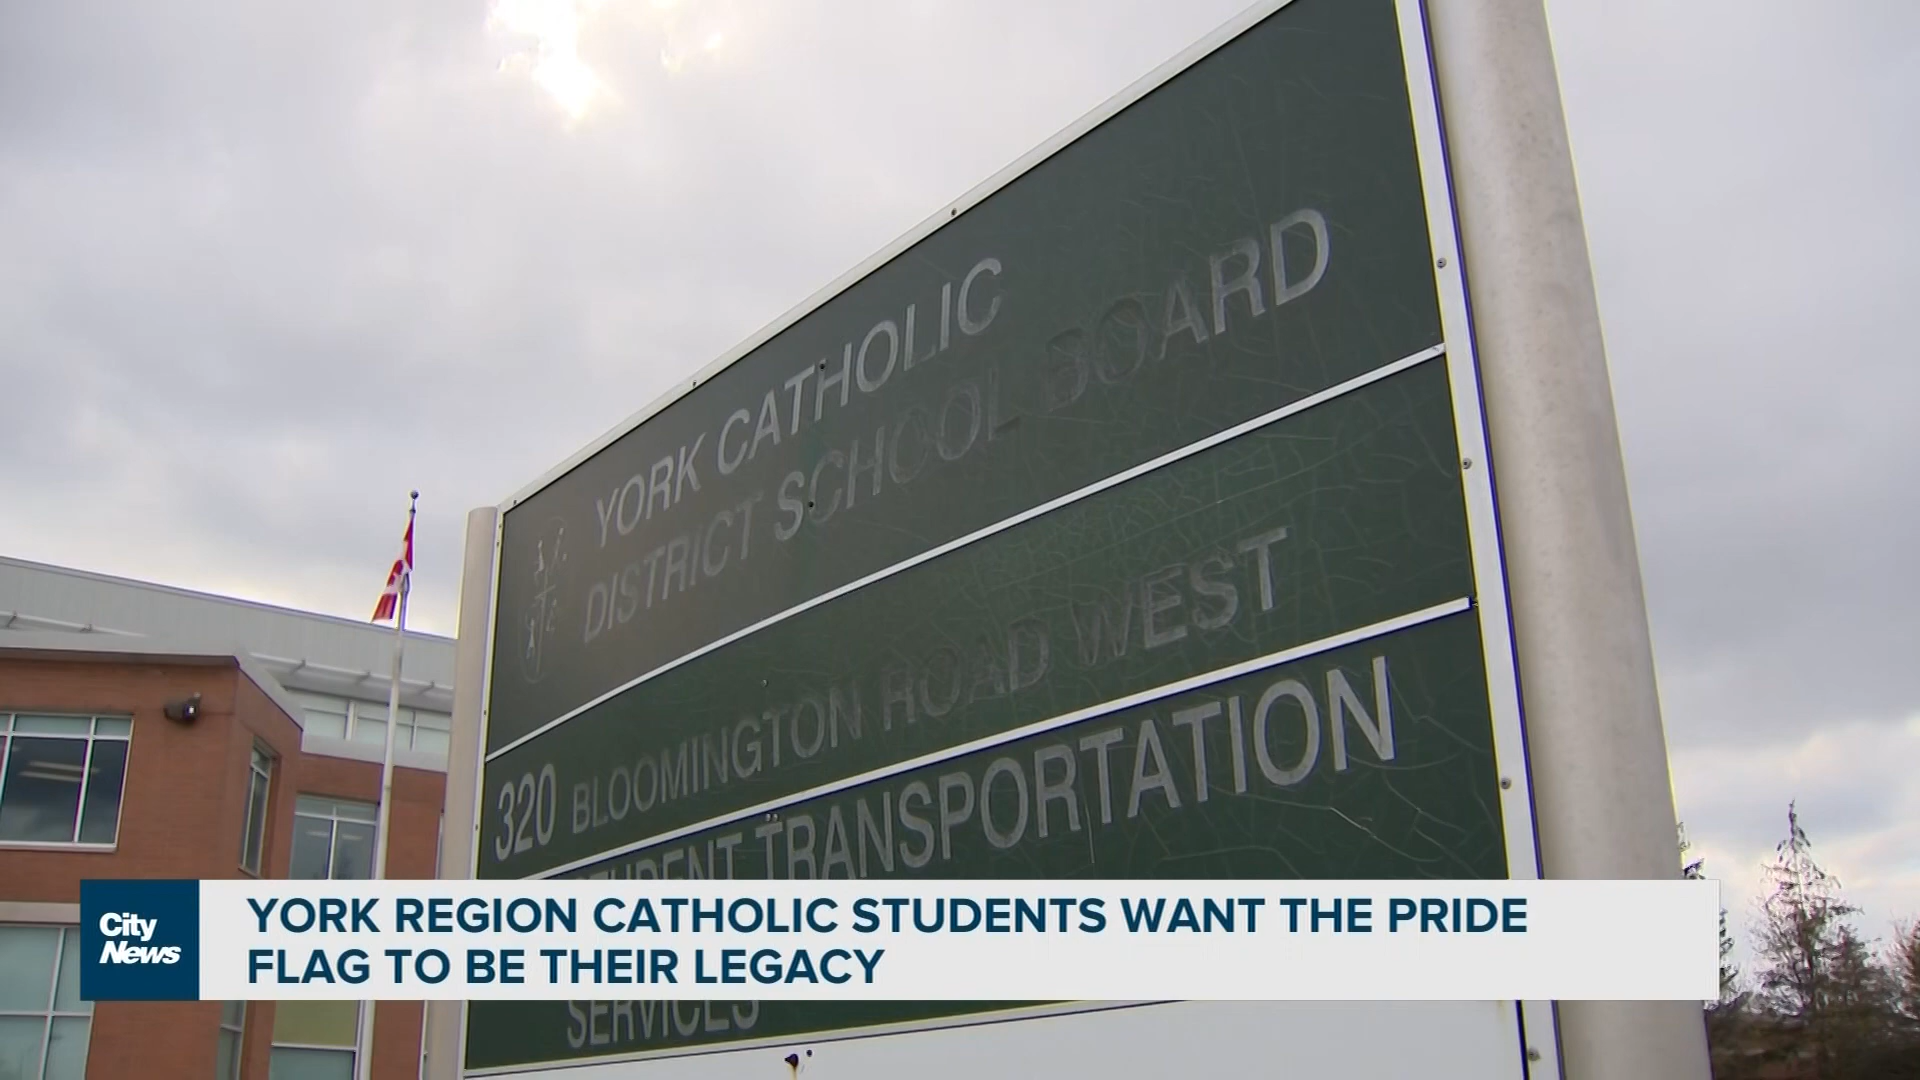 YORK CATHOLIC
DISTRICT SCHOOL BOARD
320 BLOOMINGTON ROAD WEST
STUDENT TRANSPORTATION
SERVICES
City
News
YORK REGION CATHOLIC STUDENTS WANT THE PRIDE
FLAG TO BE THEIR LEGACY